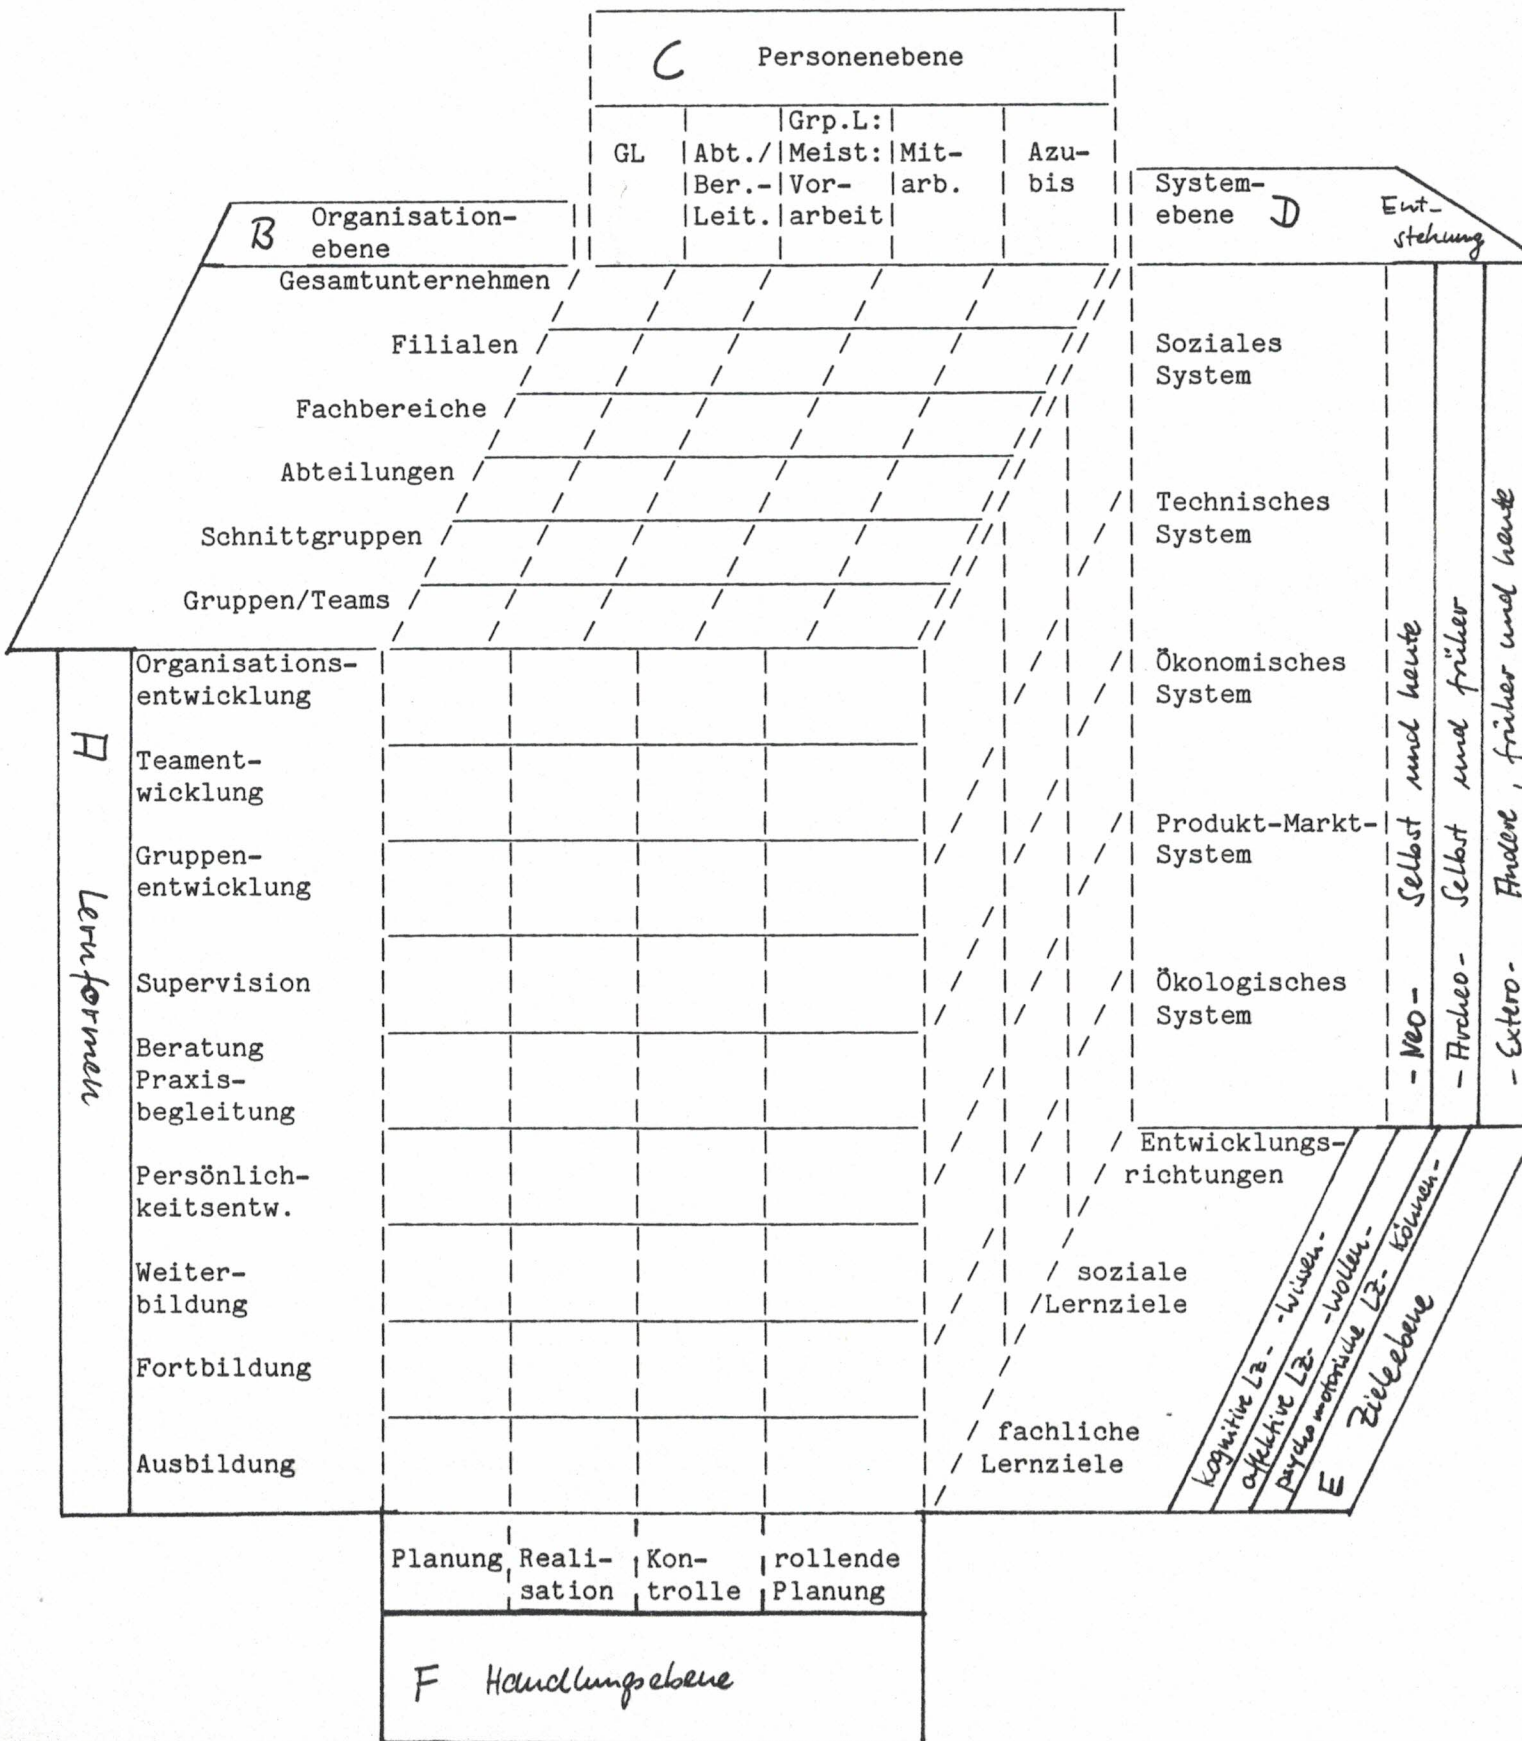 C Personenebene
GL
Abt./
Ber.-
Leit.
Grp.L:
Meist:
Vor-
arbeit
Mit-
arb.
Azu-
bis
B Organisation-
ebene
System-
ebene D
Ent-
stehung
Gesamtunternehmen
Filialen
Fachbereiche
Abteilungen
Schnittgruppen
Gruppen/Teams
Soziales
System
Technisches
System
Ökonomisches
System
Produkt-Markt-
System
Ökologisches
System
- Neo- Selbst und heute
- Archeo- Selbst und früher
- Extero- Andere, früher und heute
A Lernformen
Organisations-
entwicklung
Teament-
wicklung
Gruppen-
entwicklung
Supervision
Beratung
Praxis-
begleitung
Persönlich-
keitsentw.
Weiter-
bildung
Fortbildung
Ausbildung
Entwicklungs-
richtungen
soziale
Lernziele
fachliche
Lernziele
kognitive LZ- -Wissen-
affektive LZ- -Wollen-
psychomotorische LZ- Können-
E Zieleebene
Planung
Reali-
sation
Kon-
trolle
rollende
Planung
F Handlungsebene